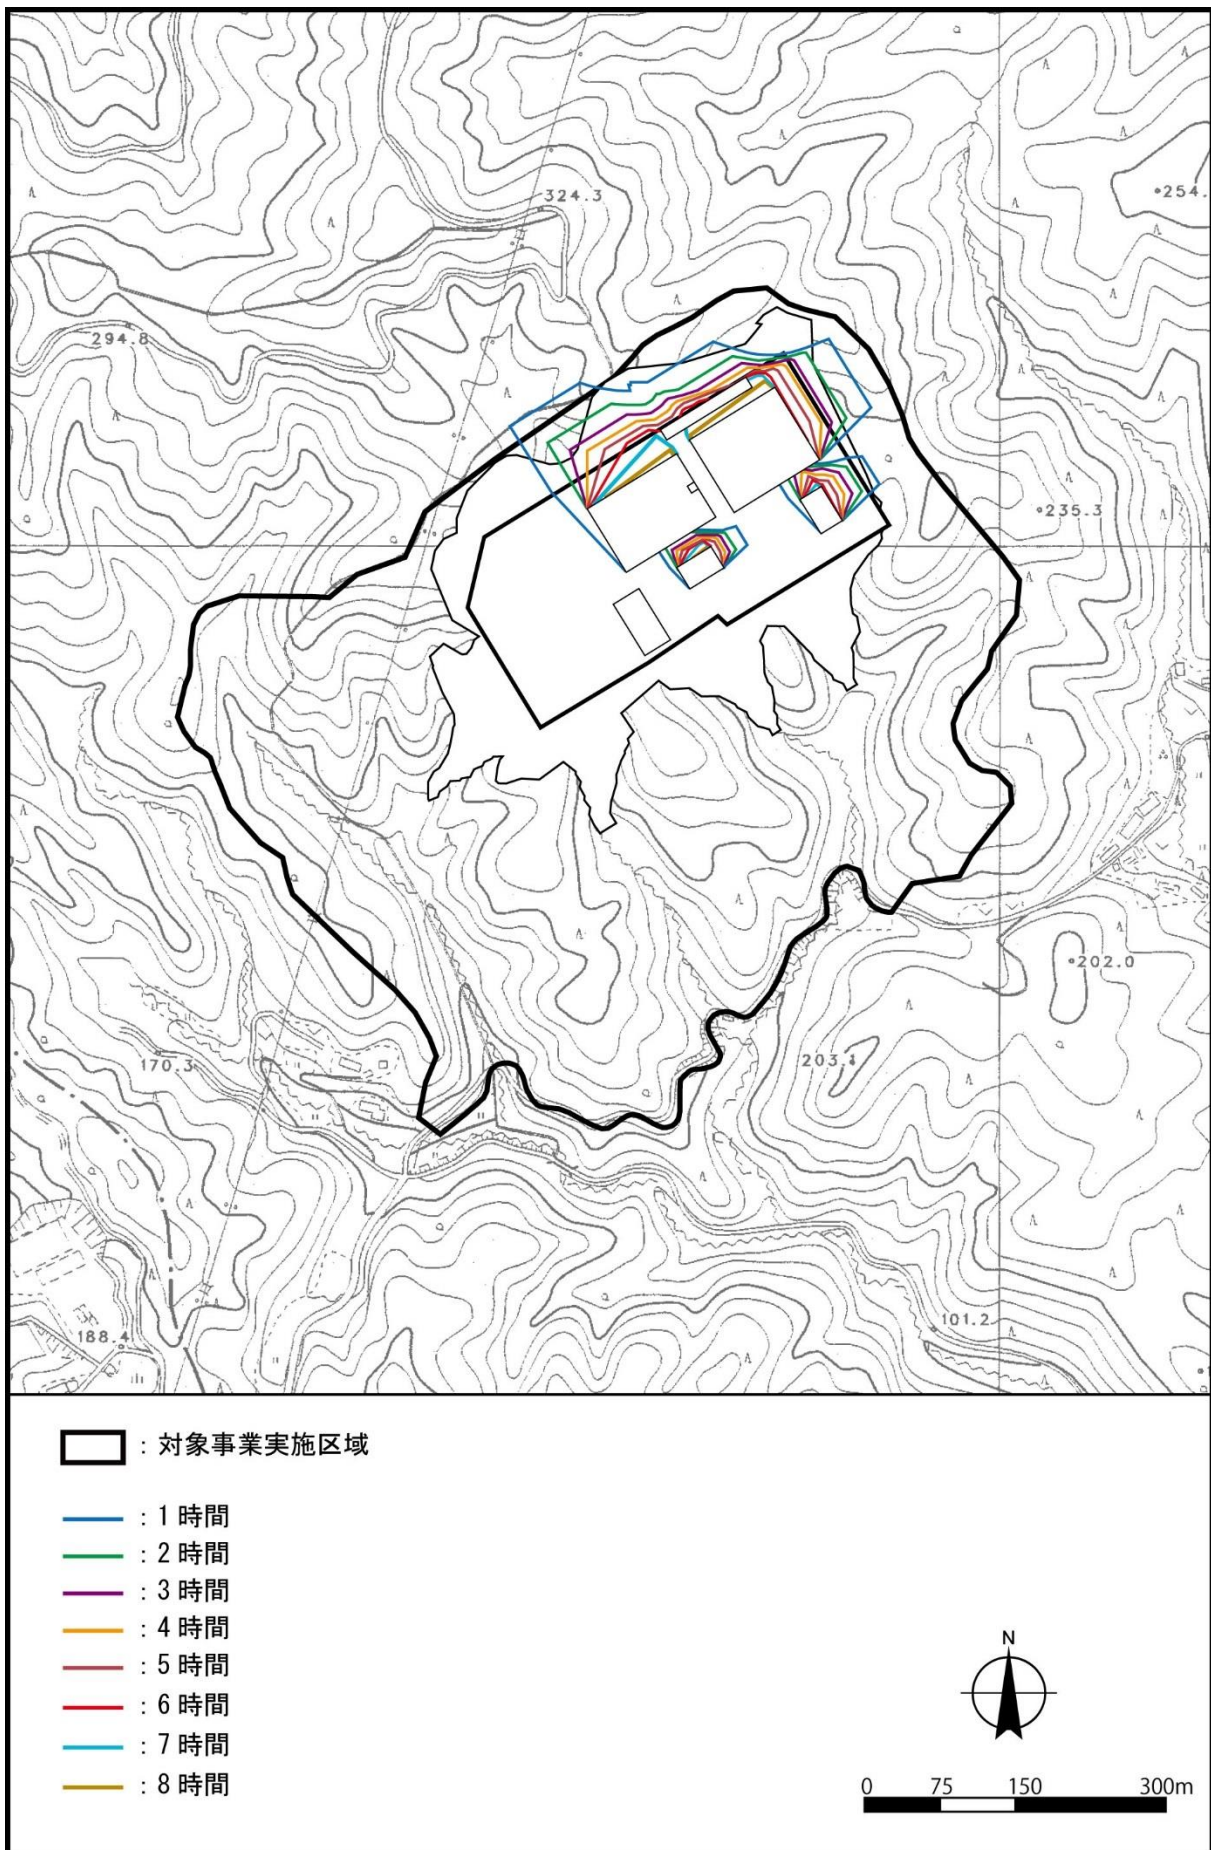 324.3
254.
294.8
235.3
202.0
203.1
170.3
101.2
188.4
：対象事業実施区域
：1時間
：2時間
：3時間
：4時間
：5時間
：6時間
：7時間
：8時間
N
0 75 150 300m